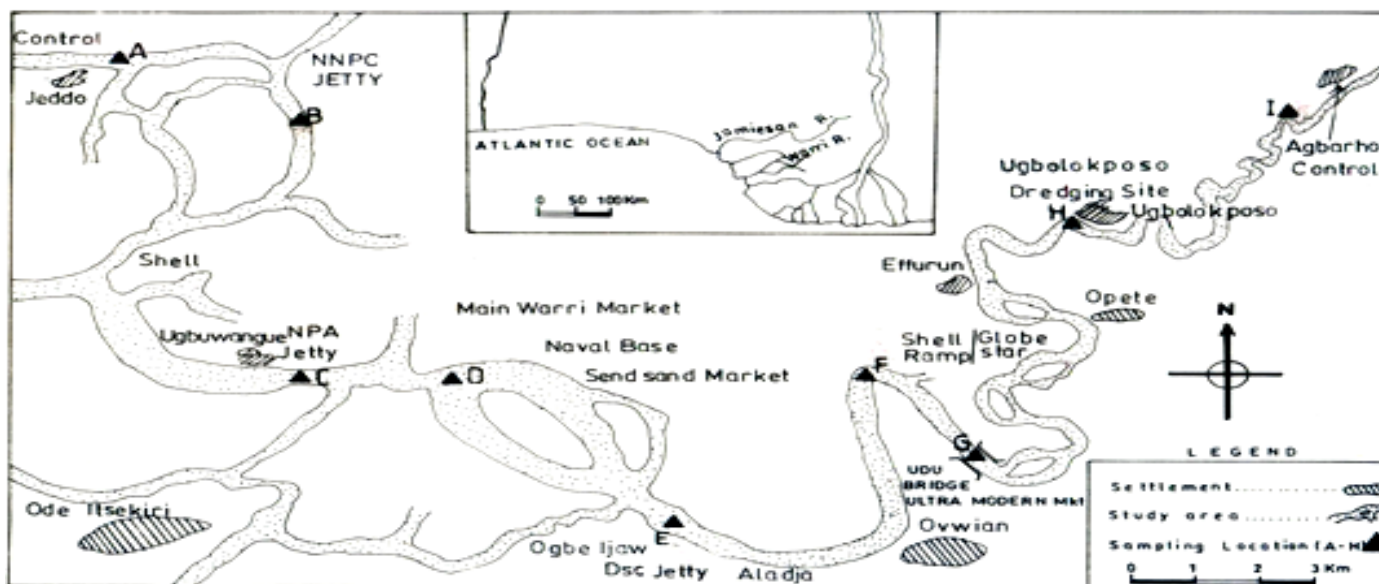 Control
A
NNPC
JETTY
Jeddo
B
ATLANTIC OCEAN
Jamieson R.
Warri R.
0 50 100Km
I
Agbarho
Control
Ugbolokposo
Dredging Site
H
Ugbolokposo
Shell
Effurun
Opete
N
Main Warri Market
Ugbuwangue
NPA
Jetty
Naval Base
Shell
Ramp
Globe
star
C
D
Sendsand Market
F
G
UDU
BRIDGE
ULTRA MODERN Mkt
LEGEND
Settlement
Study area
Sampling Location (A-H)
0 1 2 3 Km
Ode Itsekiri
E
Ogbe Ijaw
Dsc Jetty
Aladja
Ovwian